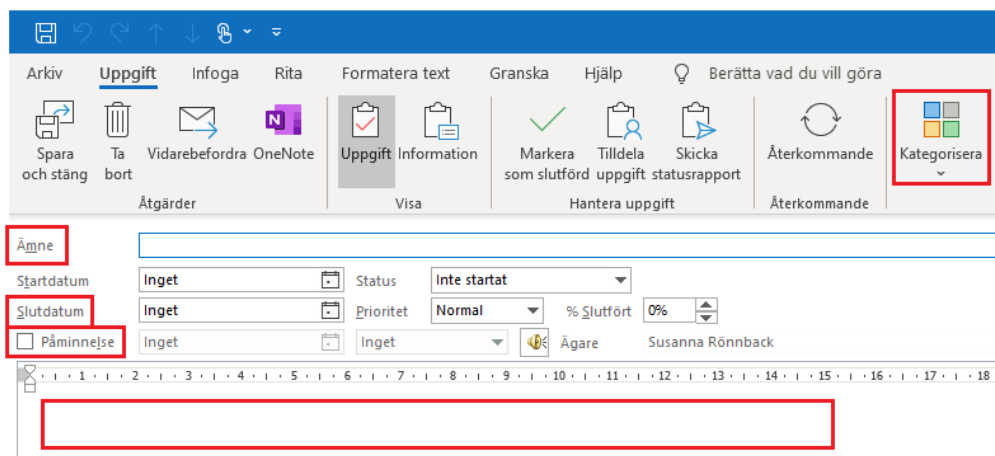 Arkiv Uppgift Infoga Rita Formatera text Granska Hjälp Berätta vad du vill göra
Spara och stäng Ta bort Vidarebefordra OneNote Uppgift Information Markera som slutförd Tilldela uppgift Skicka statusrapport Återkommande Kategorisera
Åtgärder Visa Hantera uppgift Återkommande
Ämne
Startdatum Inget Status Inte startat
Slutdatum Inget Prioritet Normal % Slutfört 0%
Påminnelse Inget Inget Ägare Susanna Rönnback
1 2 3 4 5 6 7 8 9 10 11 12 13 14 15 16 17 18